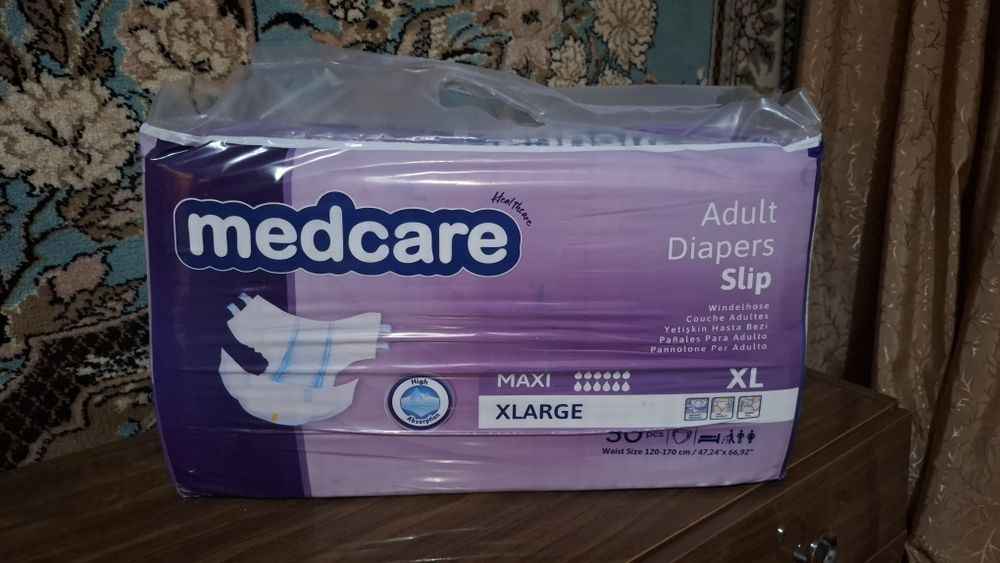 Healthcare
medcare
Adult
Diapers
Slip
Windelhose
Couche Adultes
Yetişkin Hasta Bezi
Pañales Para Adulto
Pannolone Per Adulto
High
Absorption
MAXI
XL
XLARGE
30 pcs
Waist Size 120-170 cm / 47,24"x 66,92"